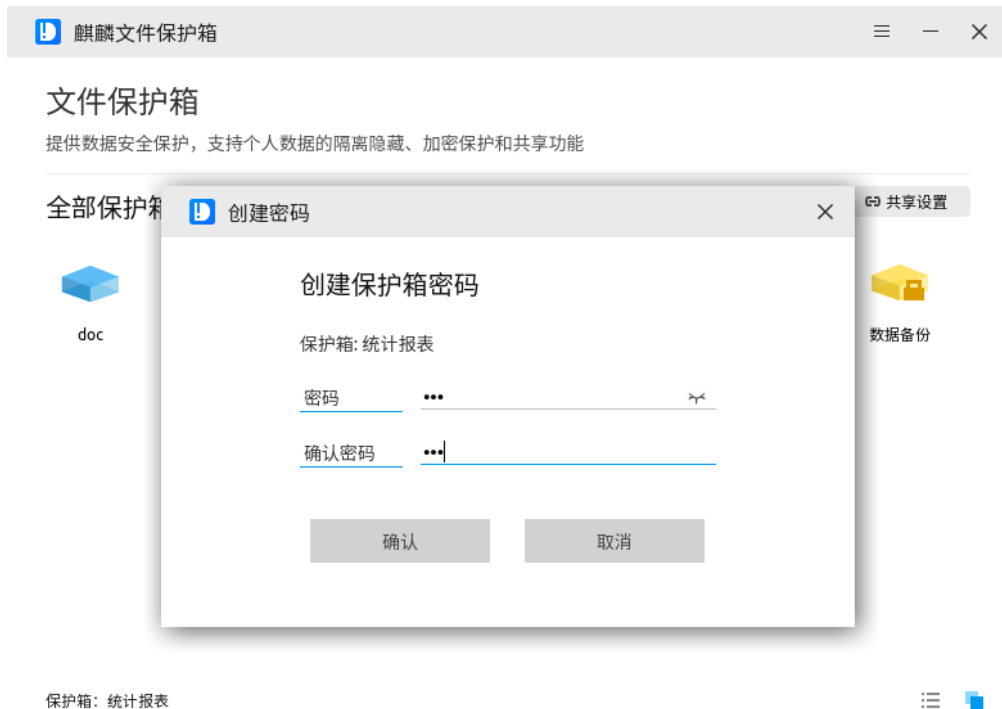 麒麟文件保护箱
文件保护箱
提供数据安全保护，支持个人数据的隔离隐藏、加密保护和共享功能
全部保护箱
共享设置
创建密码
创建保护箱密码
保护箱: 统计报表
密码 •••
确认密码 •••
确认 取消
doc
数据备份
保护箱：统计报表